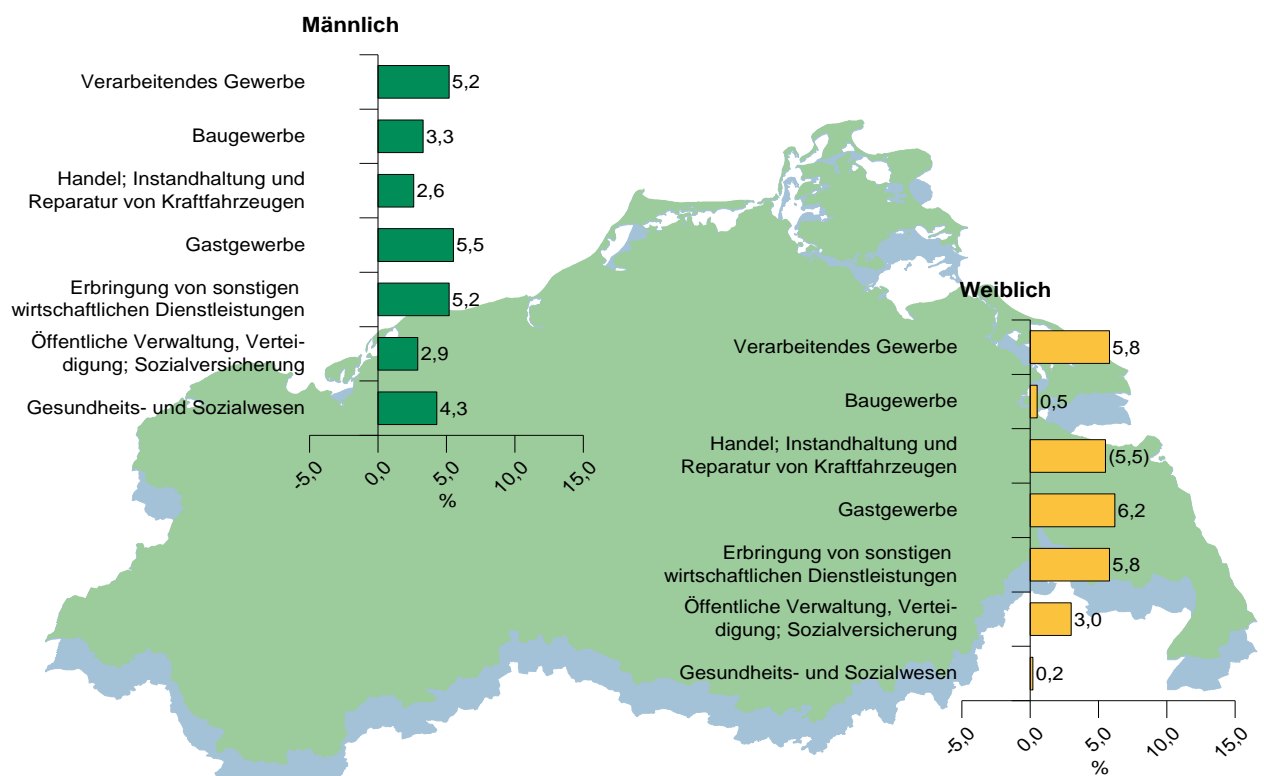 Männlich
Verarbeitendes Gewerbe
5,2
Baugewerbe
3,3
Handel; Instandhaltung und
Reparatur von Kraftfahrzeugen
2,6
Gastgewerbe
5,5
Erbringung von sonstigen
wirtschaftlichen Dienstleistungen
5,2
Öffentliche Verwaltung, Vertei-
digung; Sozialversicherung
2,9
Gesundheits- und Sozialwesen
4,3
-5,0 0,0 5,0 10,0 15,0
%
Weiblich
Verarbeitendes Gewerbe
5,8
Baugewerbe
0,5
Handel; Instandhaltung und
Reparatur von Kraftfahrzeugen
(5,5)
Gastgewerbe
6,2
Erbringung von sonstigen
wirtschaftlichen Dienstleistungen
5,8
Öffentliche Verwaltung, Vertei-
digung; Sozialversicherung
3,0
Gesundheits- und Sozialwesen
0,2
-5,0 0,0 5,0 10,0 15,0
%